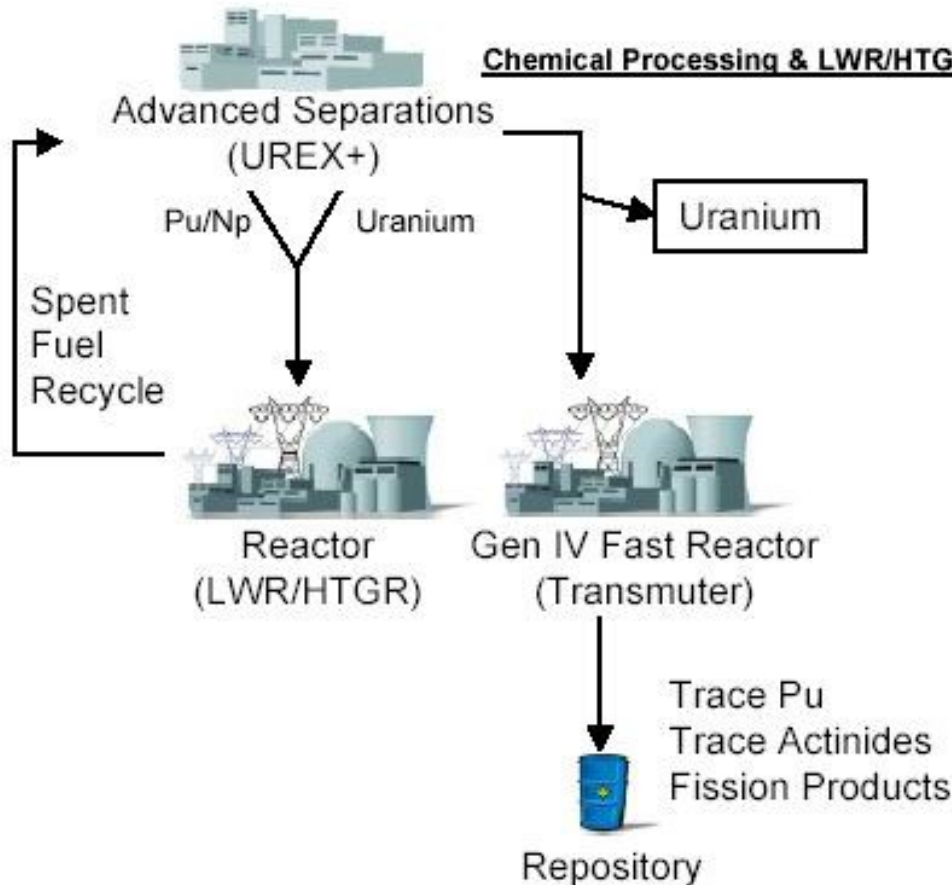 Chemical Processing & LWR/HTG
Advanced Separations
(UREX+)
Pu/Np
Uranium
Uranium
Spent
Fuel
Recycle
Reactor
(LWR/HTGR)
Gen IV Fast Reactor
(Transmuter)
Trace Pu
Trace Actinides
Fission Products
Repository